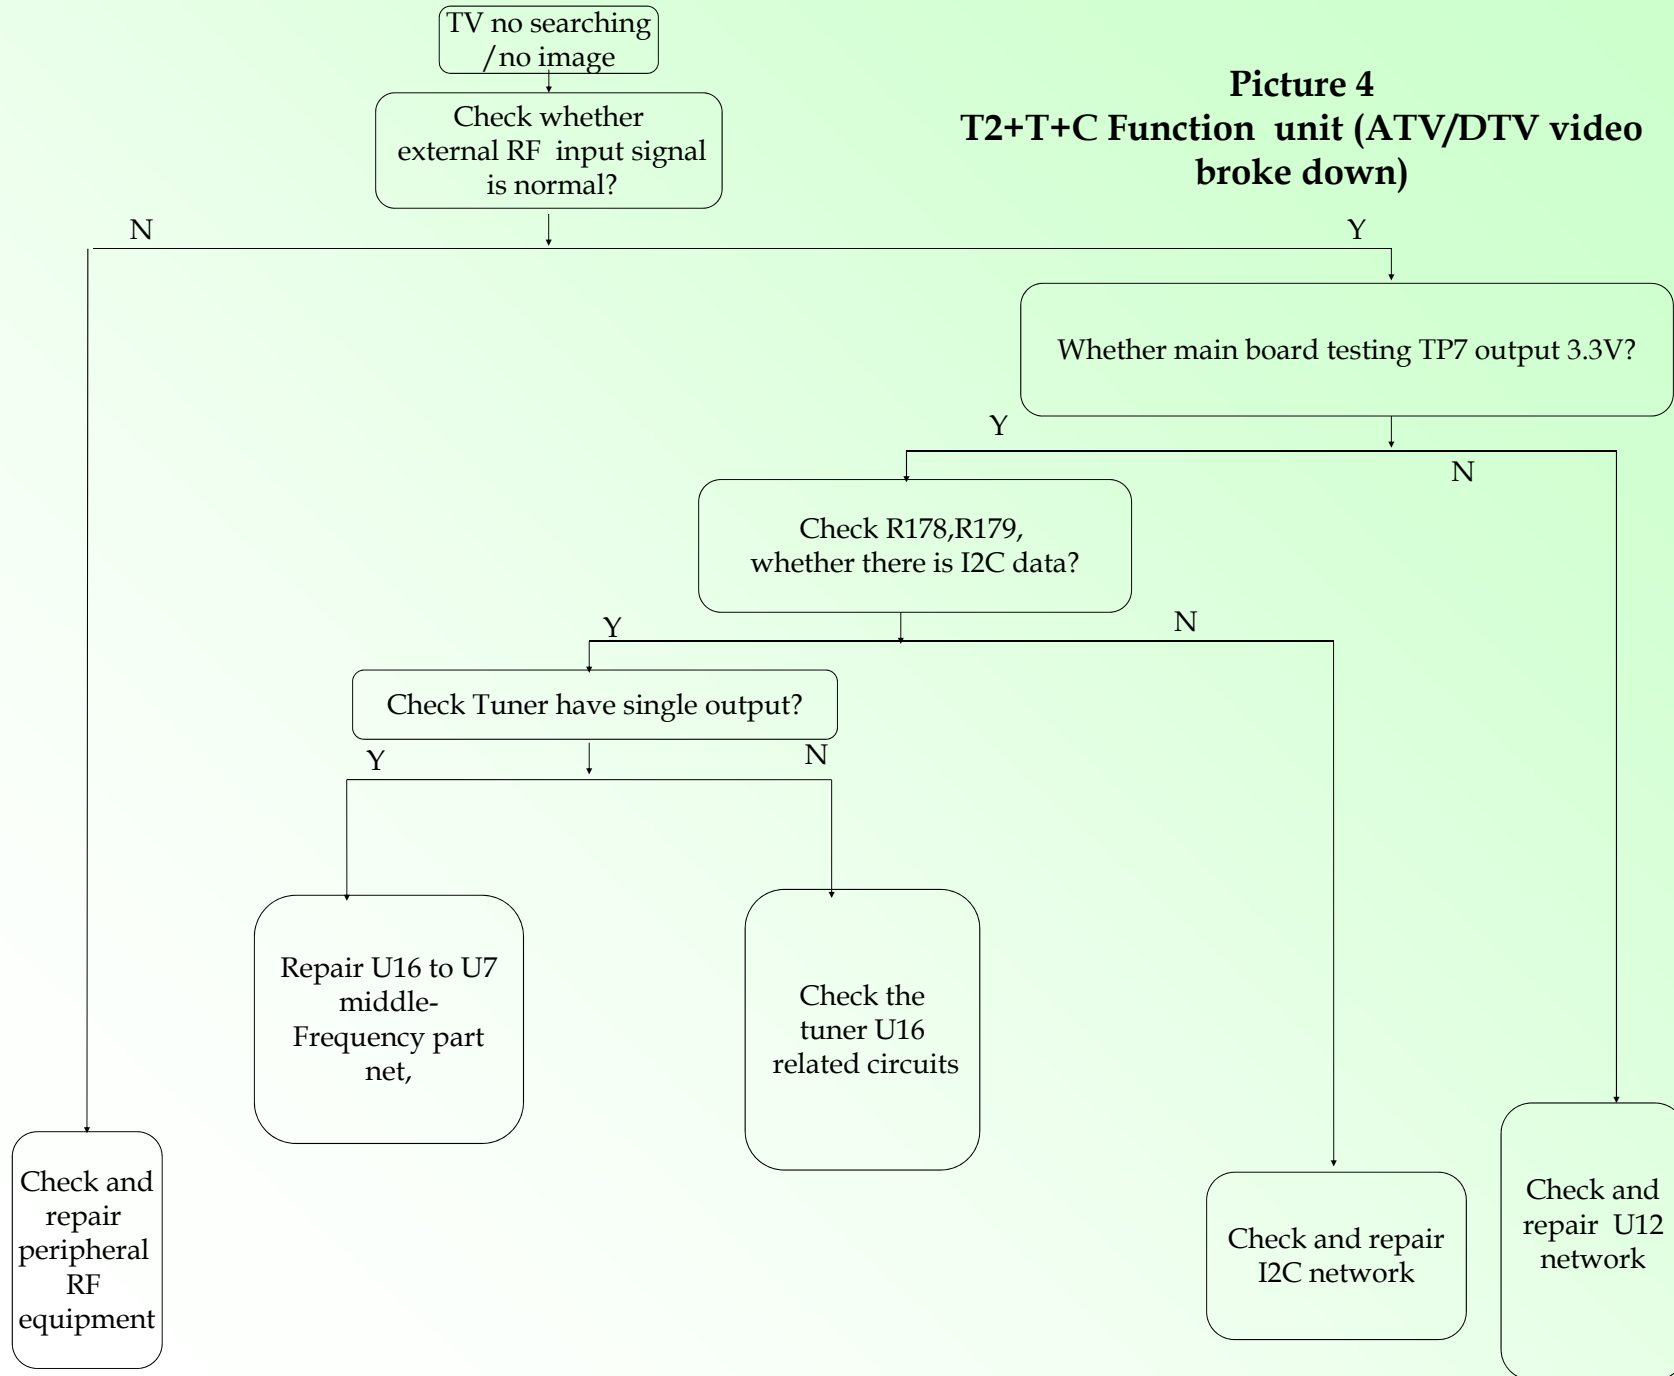 TV no searching
/no image
Check whether
external RF input signal
is normal?
Picture 4
T2+T+C Function unit (ATV/DTV video
broke down)
N
Y
Whether main board testing TP7 output 3.3V?
Y
N
Check R178,R179,
whether there is I2C data?
Y
N
Check Tuner have single output?
Y
N
Repair U16 to U7
middle-
Frequency part
net,
Check the
tuner U16
related circuits
Check and
repair
peripheral
RF
equipment
Check and repair
I2C network
Check and
repair U12
network